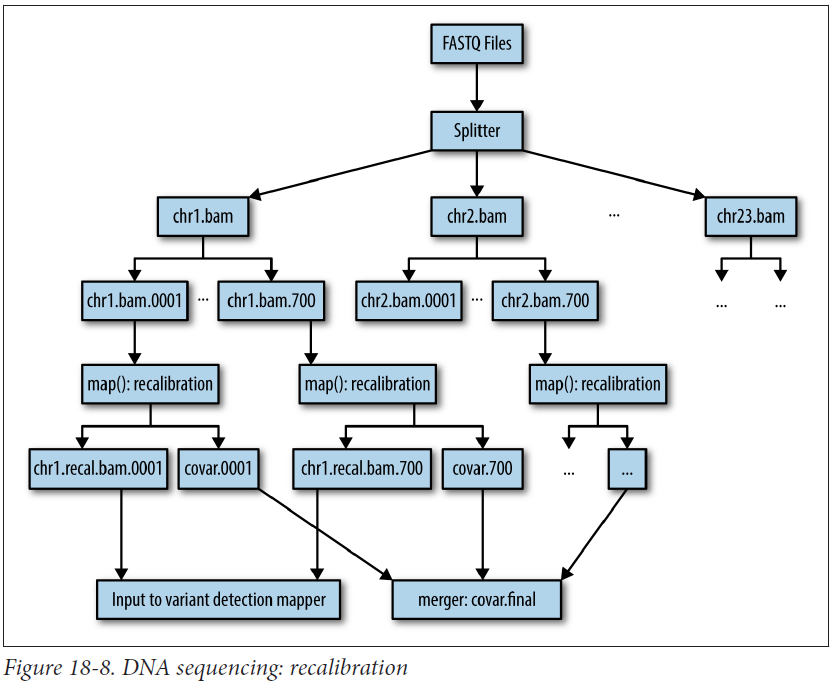 FASTQ Files
Splitter
chr1.bam
chr2.bam
...
chr23.bam
chr1.bam.0001
...
chr1.bam.700
chr2.bam.0001
...
chr2.bam.700
...
...
map(): recalibration
map(): recalibration
map(): recalibration
chr1.recal.bam.0001
covar.0001
chr1.recal.bam.700
covar.700
...
...
Input to variant detection mapper
merger: covar.final
Figure 18-8. DNA sequencing: recalibration